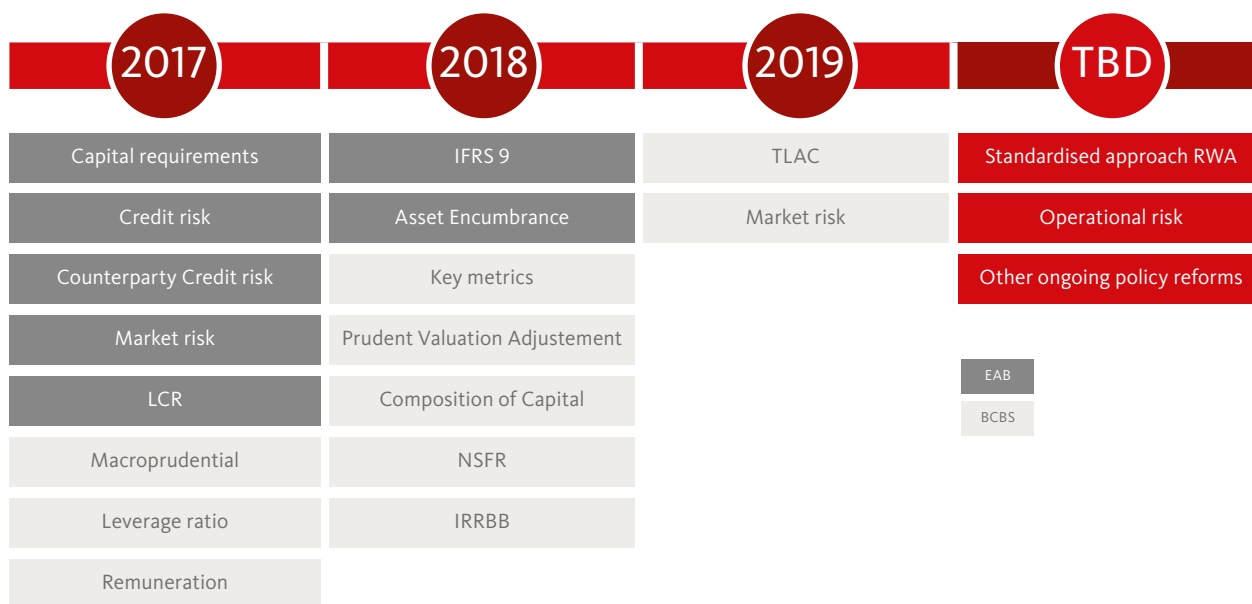 2017
2018
2019
TBD
Capital requirements
Credit risk
Counterparty Credit risk
Market risk
LCR
Macroprudential
Leverage ratio
Remuneration
IFRS 9
Asset Encumbrance
Key metrics
Prudent Valuation Adjustement
Composition of Capital
NSFR
IRRBB
TLAC
Market risk
Standardised approach RWA
Operational risk
Other ongoing policy reforms
EAB
BCBS